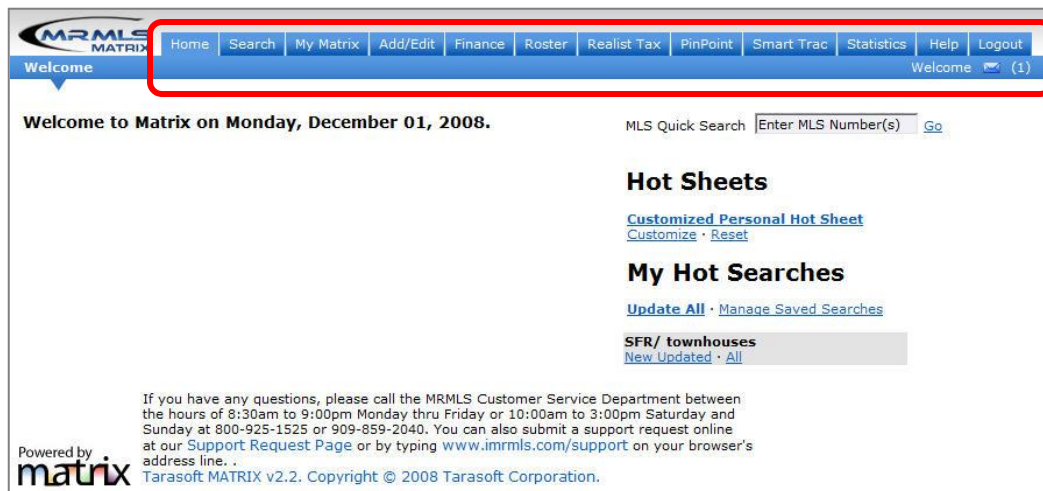 MRMLS
MATRIX
Home Search My Matrix Add/Edit Finance Roster Realist Tax PinPoint Smart Trac Statistics Help Logout
Welcome Welcome (1)
Welcome to Matrix on Monday, December 01, 2008.
MLS Quick Search Enter MLS Number(s) Go
Hot Sheets
Customized Personal Hot Sheet
Customize · Reset
My Hot Searches
Update All · Manage Saved Searches
SFR/ townhouses
New Updated · All
If you have any questions, please call the MRMLS Customer Service Department between
the hours of 8:30am to 9:00pm Monday thru Friday or 10:00am to 3:00pm Saturday and
Sunday at 800-925-1525 or 909-859-2040. You can also submit a support request online
at our Support Request Page or by typing www.imrmls.com/support on your browser's
address line. .
Powered by
matrix
Tarasoft MATRIX v2.2. Copyright © 2008 Tarasoft Corporation.